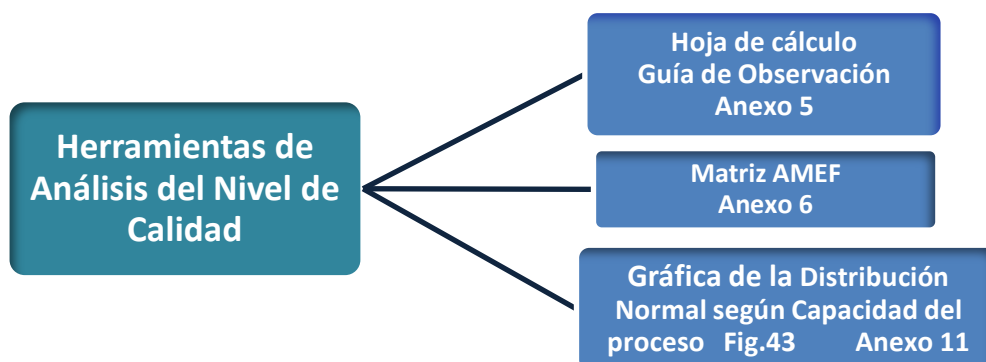 Herramientas de
Análisis del Nivel de
Calidad
Hoja de cálculo
Guía de Observación
Anexo 5
Matriz AMEF
Anexo 6
Gráfica de la Distribución
Normal según Capacidad del
proceso Fig.43 Anexo 11